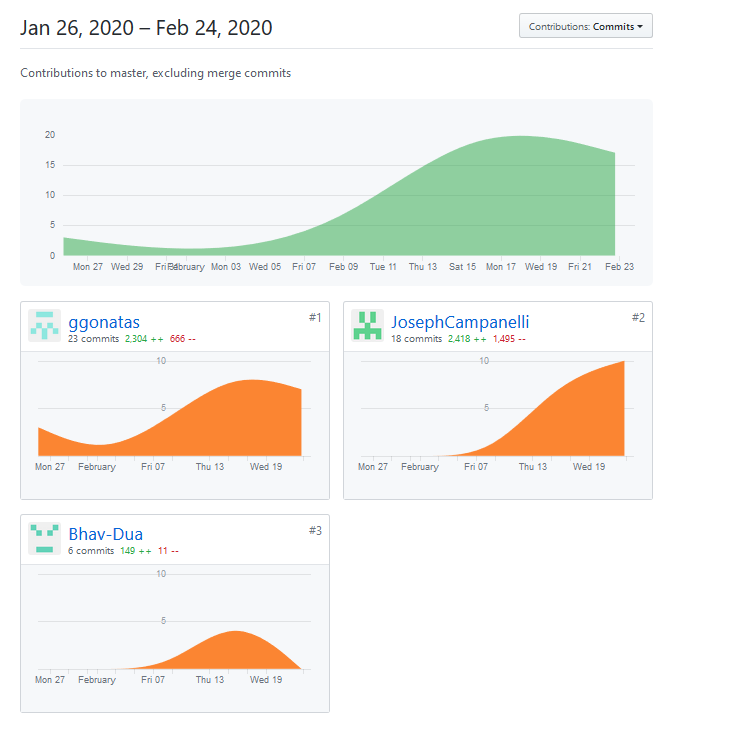 Jan 26, 2020 – Feb 24, 2020
Contributions: Commits
Contributions to master, excluding merge commits
20
15
10
5
0
Mon 27 Wed 29 Fri 31 February Mon 03 Wed 05 Fri 07 Feb 09 Tue 11 Thu 13 Sat 15 Mon 17 Wed 19 Fri 21 Feb 23
ggonatas #1
23 commits 2,304 ++ 666 --
10
5
Mon 27 February Fri 07 Thu 13 Wed 19
JosephCampanelli #2
18 commits 2,418 ++ 1,495 --
10
5
Mon 27 February Fri 07 Thu 13 Wed 19
Bhav-Dua #3
6 commits 149 ++ 11 --
10
5
Mon 27 February Fri 07 Thu 13 Wed 19